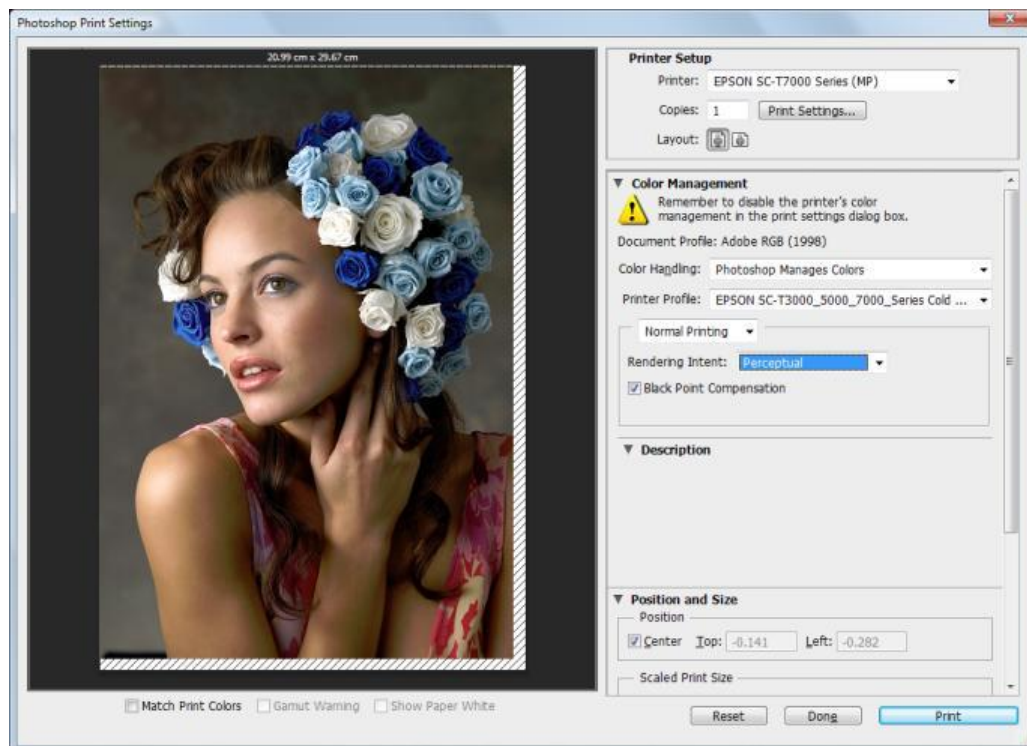 Photoshop Print Settings
20.99 cm x 29.67 cm
Printer Setup
Printer: EPSON SC-T7000 Series (MP)
Copies: 1 Print Settings...
Layout:
Color Management
Remember to disable the printer's color
management in the print settings dialog box.
Document Profile: Adobe RGB (1998)
Color Handling: Photoshop Manages Colors
Printer Profile: EPSON SC-T3000_5000_7000_Series Cold ...
Normal Printing
Rendering Intent: Perceptual
Black Point Compensation
Description
Position and Size
Position
Center Top: -0.141 Left: -0.282
Scaled Print Size
Match Print Colors Gamut Warning Show Paper White
Reset Done Print